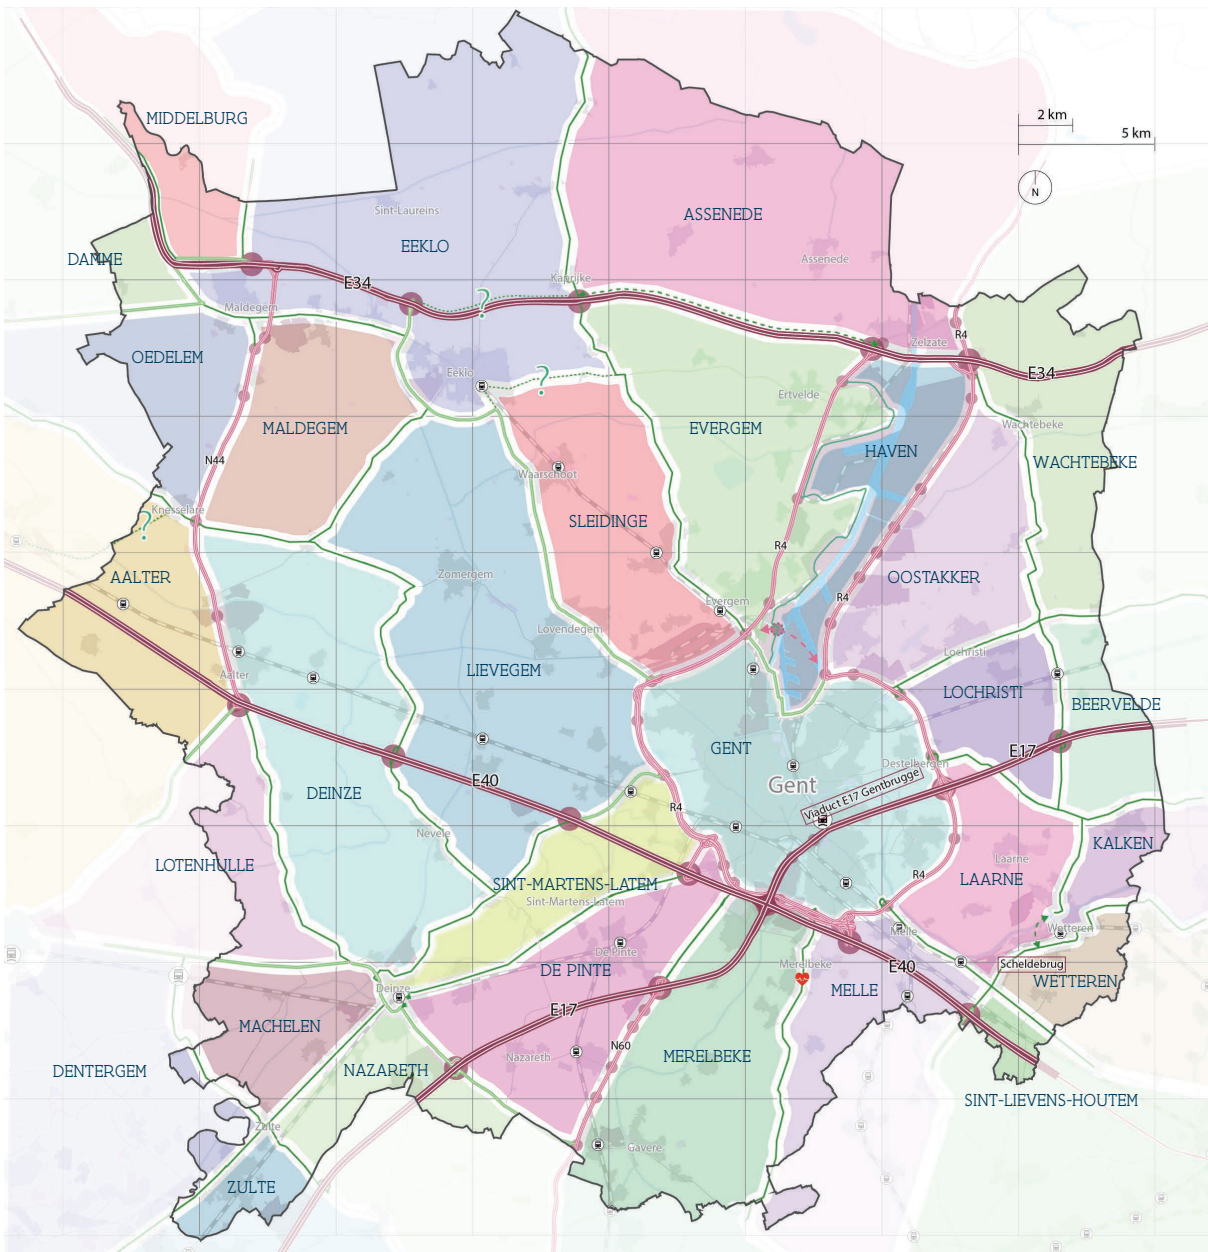 2 km
5 km
N
MIDDELBURG
ASSENEDE
Sint-Laureins
EEKLO
DAMME
Assenede
Kaprijke
E34
?
Maldegem
R4
Zelzate
OEDELEM
E34
Eeklo
?
Ertvelde
MALDEGEM
EVERGEM
Wachtebeke
HAVEN
N44
WACHTEBEKE
Waarschoot
Knesselare
?
SLEIDINGE
R4
AALTER
Zomergem
OOSTAKKER
R4
Evergem
Lovendegem
Lochristi
Aalter
LIEVEGEM
LOCHRISTI
BEERVELDE
GENT
E17
Destelbergen
E40
Gent
DEINZE
Viaduct E17 Gentbrugge
R4
Nevele
KALKEN
LOTENHULLE
Laarne
LAARNE
R4
SINT-MARTENS-LATEM
Sint-Martens-Latem
Wetteren
Melle
De Pinte
DE PINTE
Merelbeke
E40
Scheldebrug
WETTEREN
Deinze
MELLE
E17
MACHELEN
N60
Nazareth
MERELBEKE
DENTERGEM
NAZARETH
SINT-LIEVENS-HOUTEM
Zulte
Gavere
ZULTE